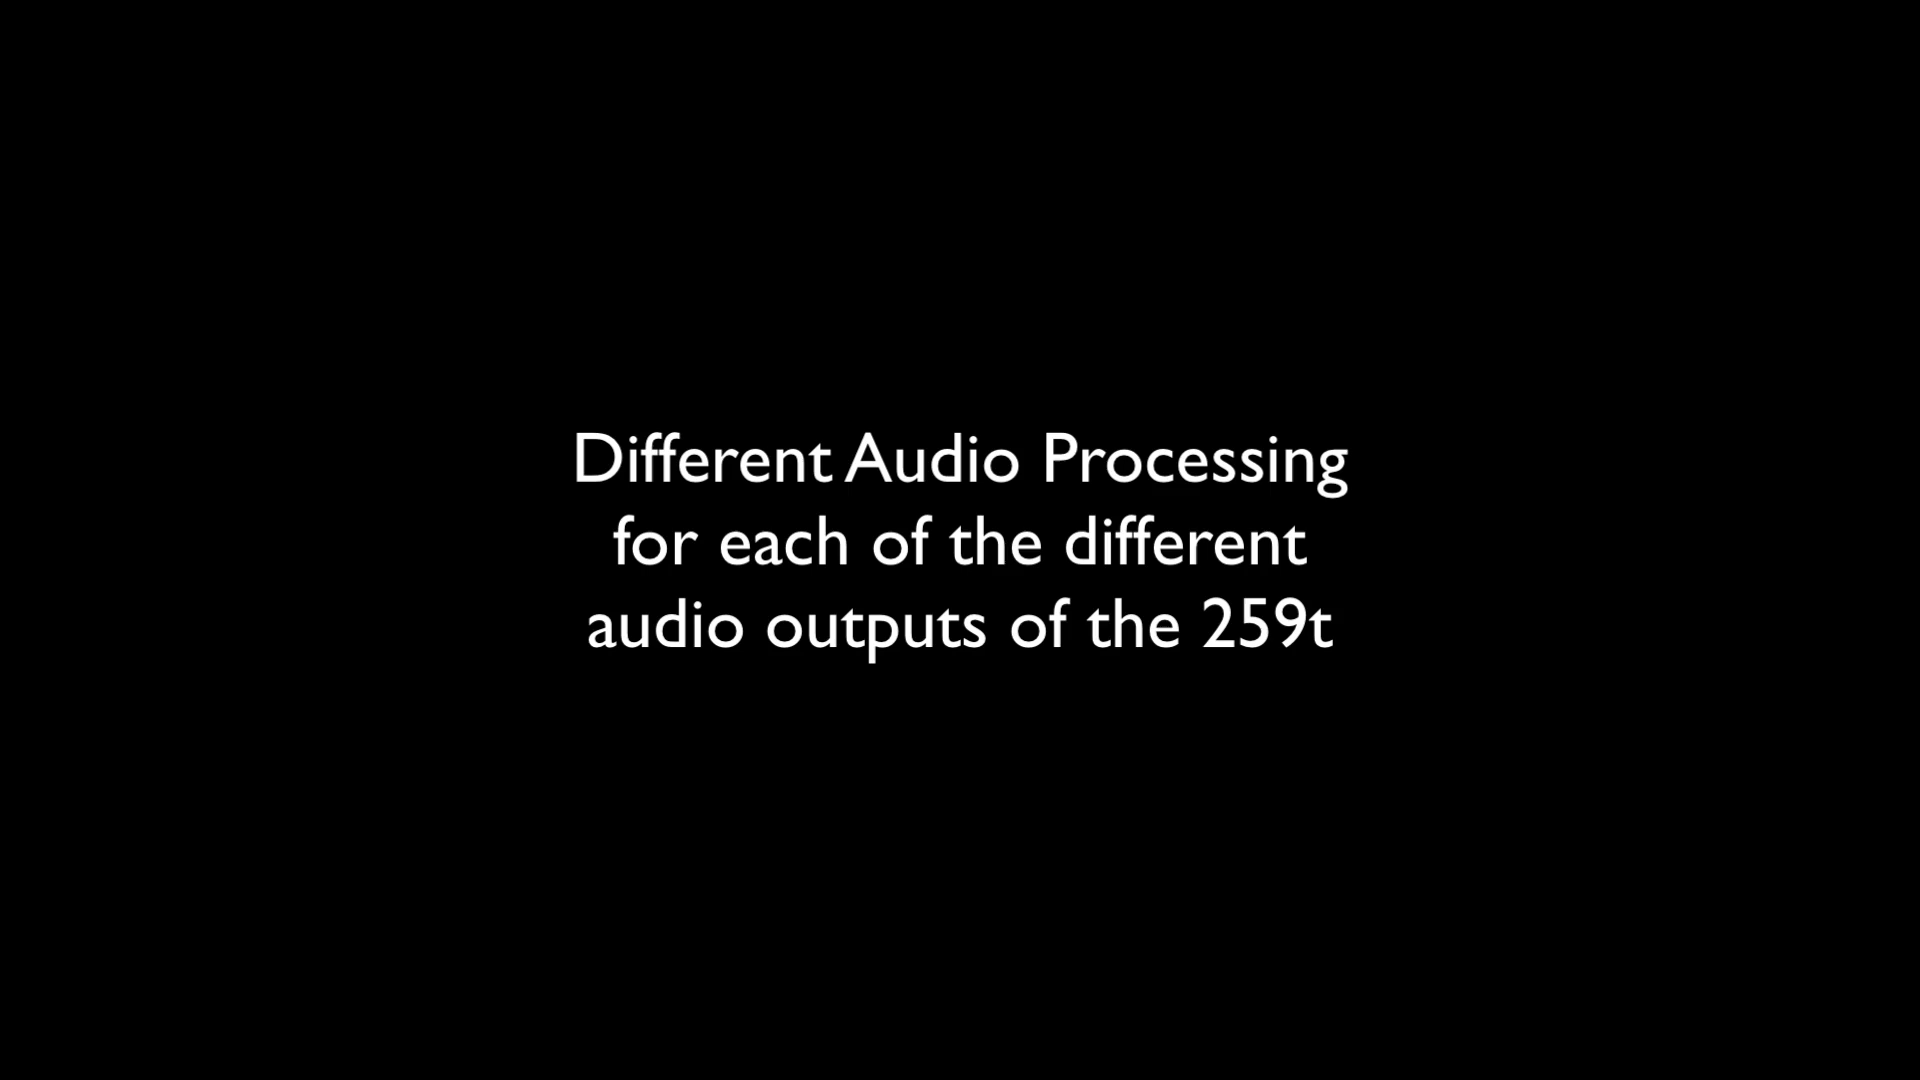 Different Audio Processing
for each of the different
audio outputs of the 259t